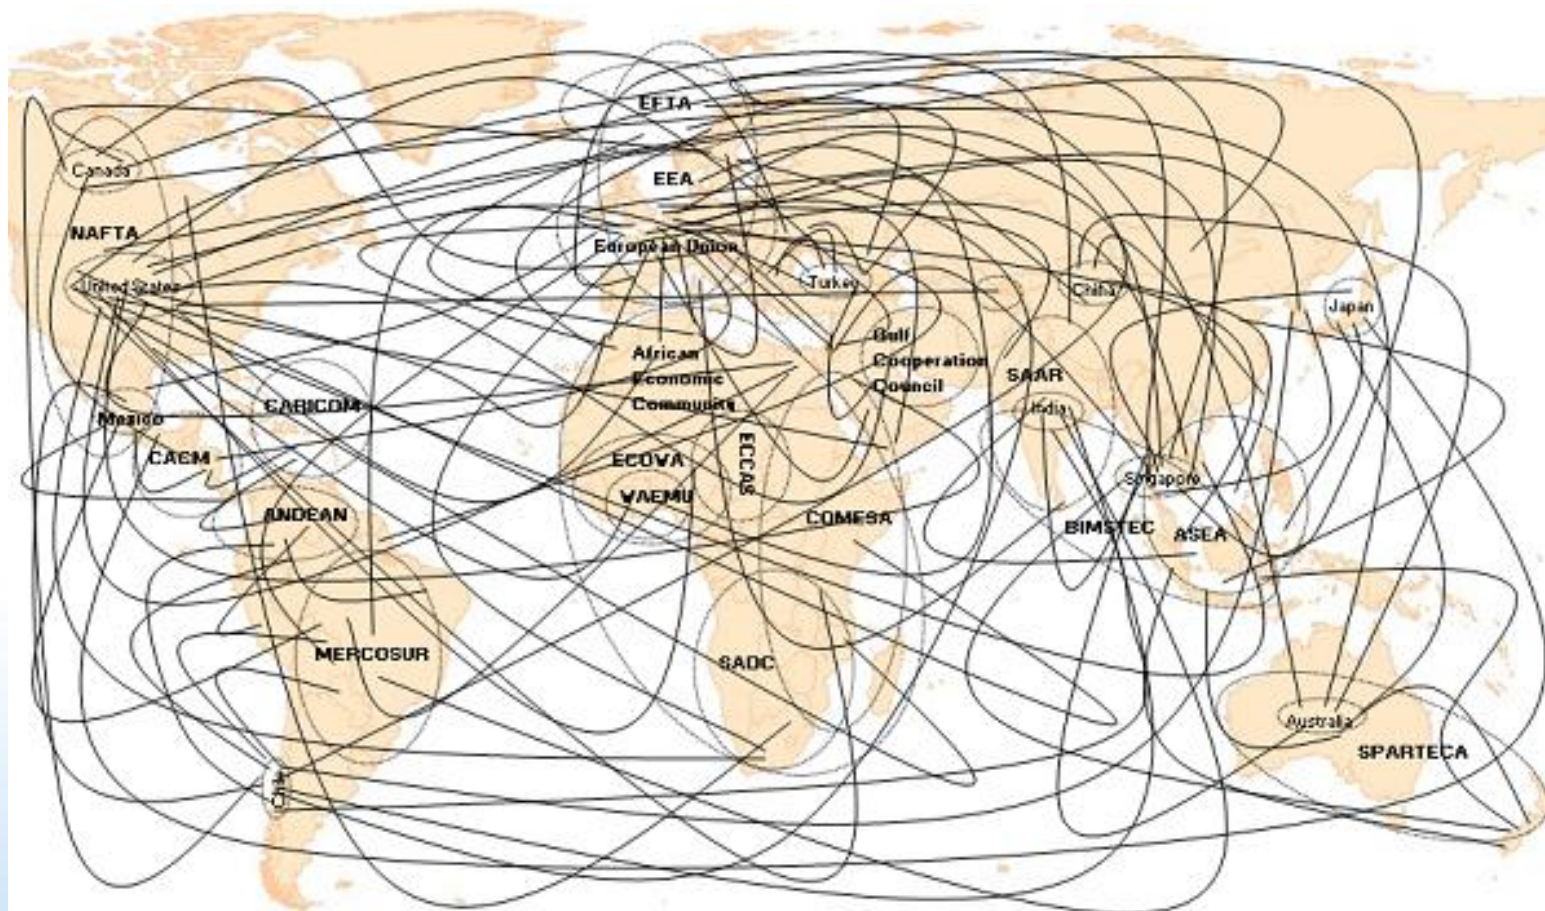 EFTA
Canada
EEA
NAFTA
European Union
United States
Turkey
China
Japan
Gulf
Cooperation
Council
African
Economic
Community
SAAR
India
CARICOM
Mexico
CACM
ECOWA
ECCAS
WAEMU
Singapore
ANDEAN
COMESA
BIMSTEC
ASEA
MERCOSUR
SADC
Australia
SPARTECA
Chile